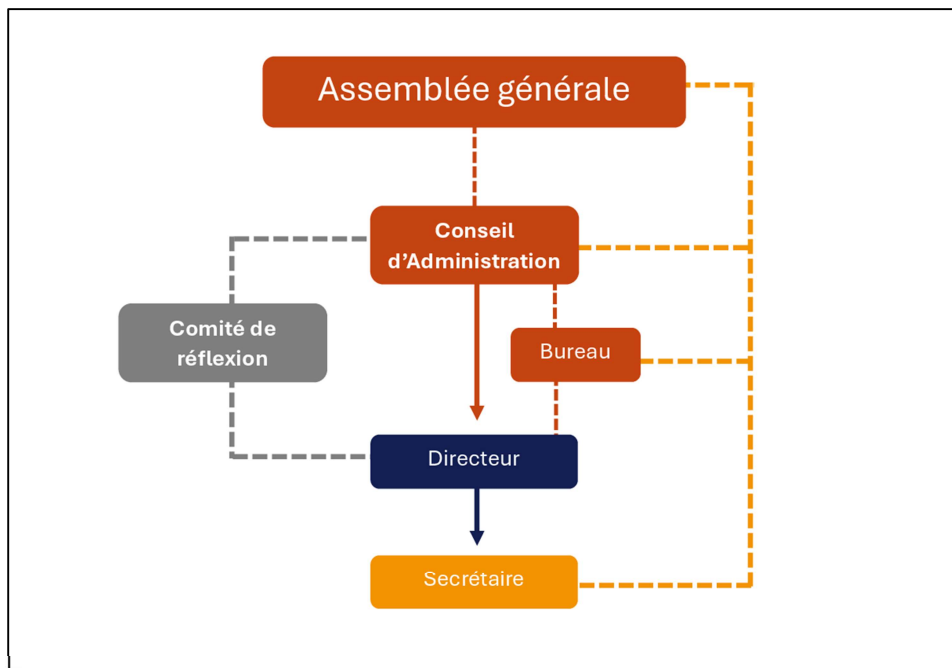 Assemblée générale
Conseil
d’Administration
Comité de
réflexion
Bureau
Directeur
Secrétaire